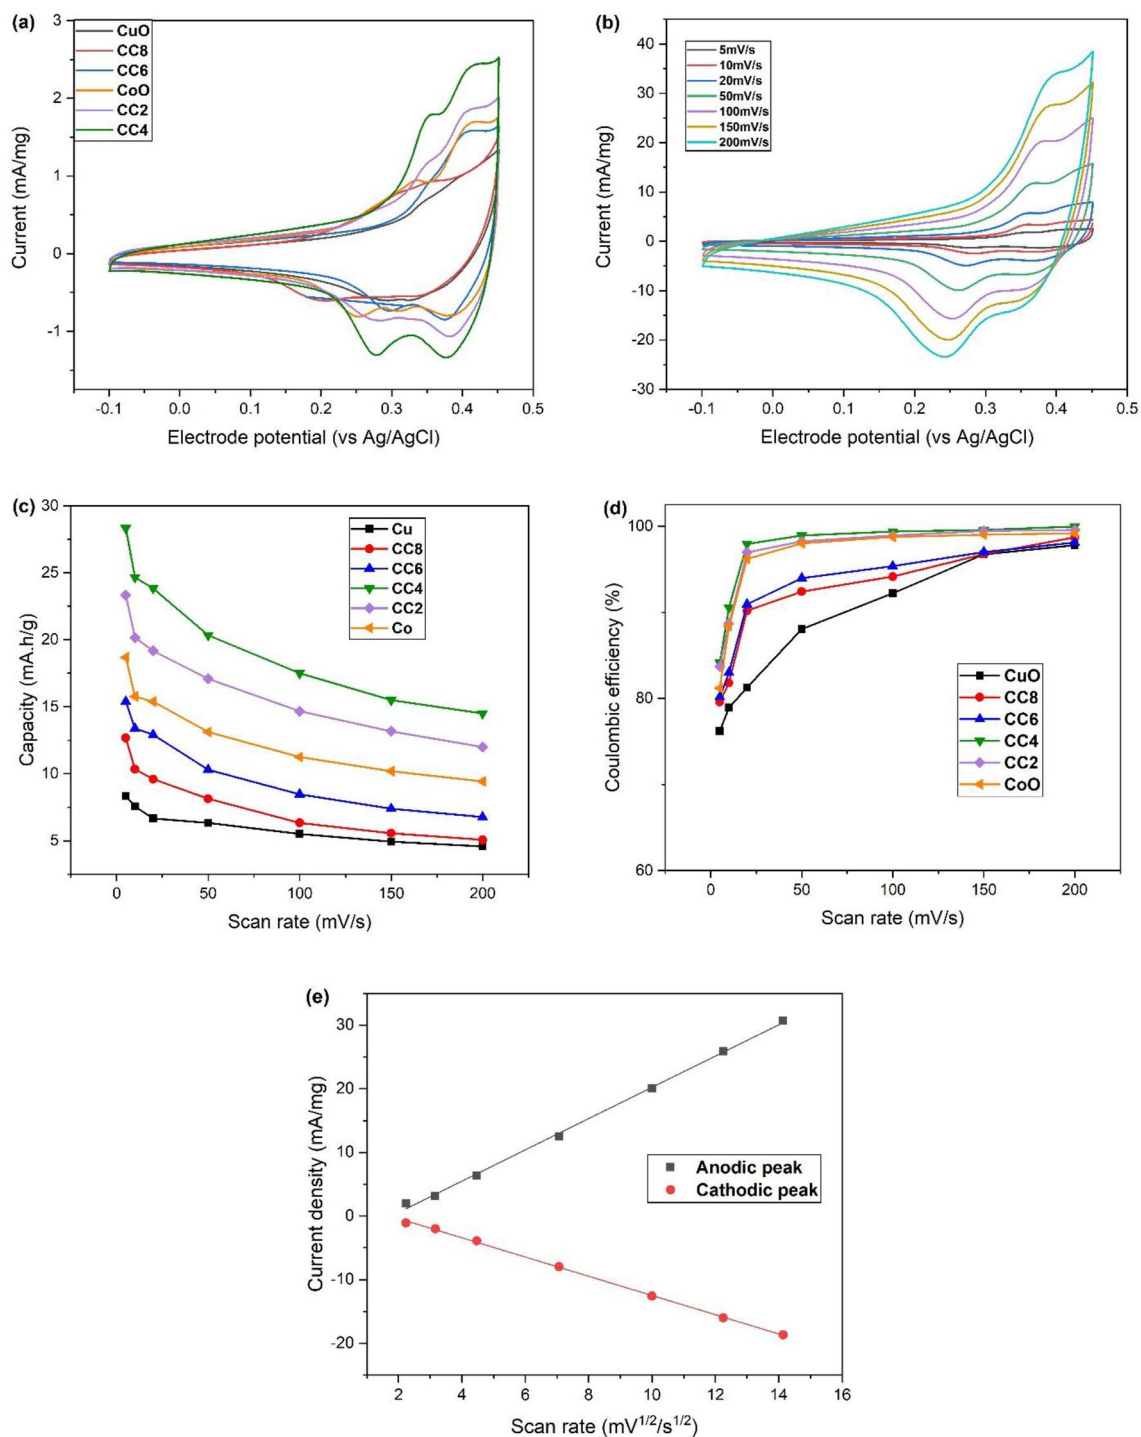 (a)
3
2
1
0
-1
Current (mA/mg)
CuO
CC8
CC6
CoO
CC2
CC4
-0.1 0.0 0.1 0.2 0.3 0.4 0.5
Electrode potential (vs Ag/AgCl)
(b)
40
30
20
10
0
-10
-20
-30
Current (mA/mg)
5mV/s
10mV/s
20mV/s
50mV/s
100mV/s
150mV/s
200mV/s
-0.1 0.0 0.1 0.2 0.3 0.4 0.5
Electrode potential (vs Ag/AgCl)
(c)
30
25
20
15
10
5
Capacity (mA.h/g)
Cu
CC8
CC6
CC4
CC2
Co
0 50 100 150 200
Scan rate (mV/s)
(d)
100
80
60
Coulombic efficiency (%)
CuO
CC8
CC6
CC4
CC2
CoO
0 50 100 150 200
Scan rate (mV/s)
(e)
30
20
10
0
-10
-20
Current density (mA/mg)
Anodic peak
Cathodic peak
2 4 6 8 10 12 14 16
Scan rate (mV1/2/s1/2)